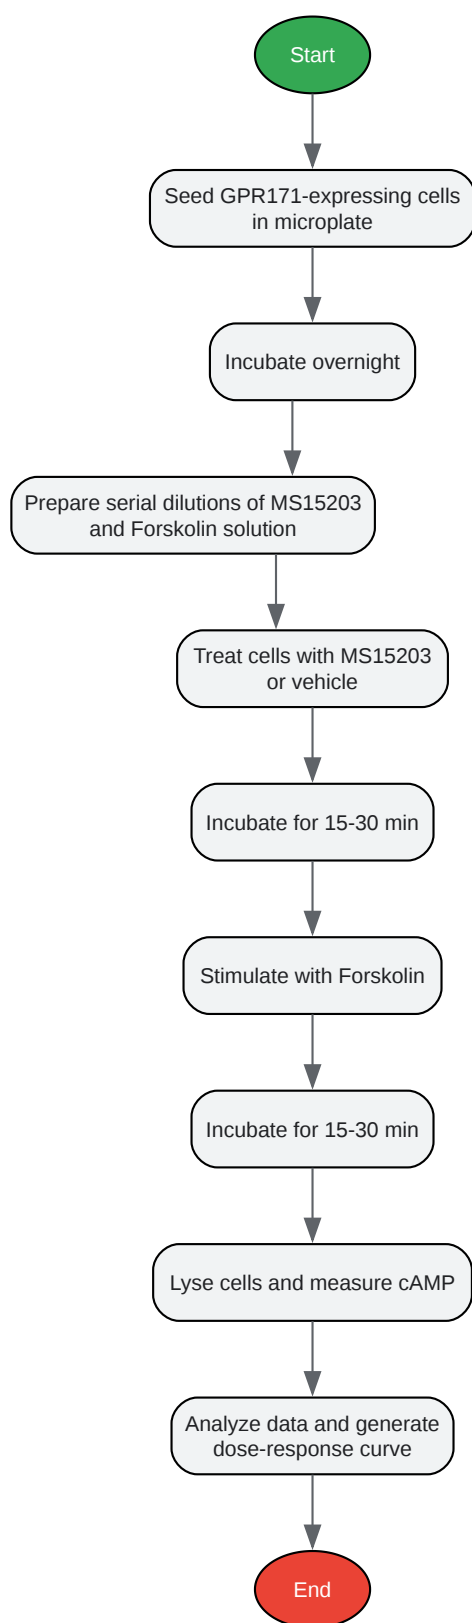 Start
Seed GPR171-expressing cells
in microplate
Incubate overnight
Prepare serial dilutions of MS15203
and Forskolin solution
Treat cells with MS15203
or vehicle
Incubate for 15-30 min
Stimulate with Forskolin
Incubate for 15-30 min
Lyse cells and measure cAMP
Analyze data and generate
dose-response curve
End